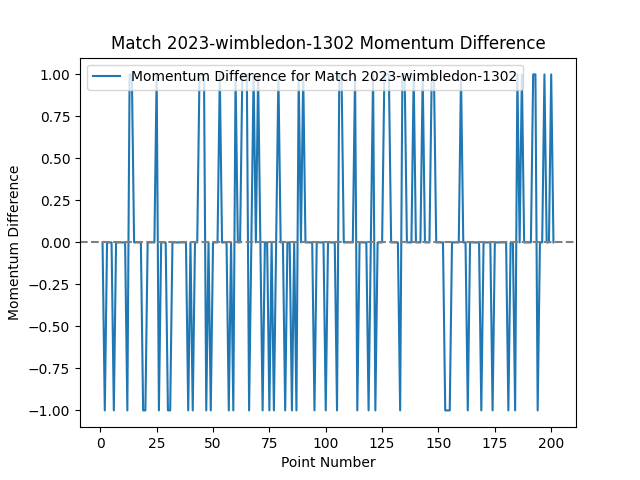 Match 2023-wimbledon-1302 Momentum Difference
Momentum Difference for Match 2023-wimbledon-1302
1.00
0.75
0.50
0.25
0.00
−0.25
−0.50
−0.75
−1.00
Momentum Difference
0 25 50 75 100 125 150 175 200
Point Number